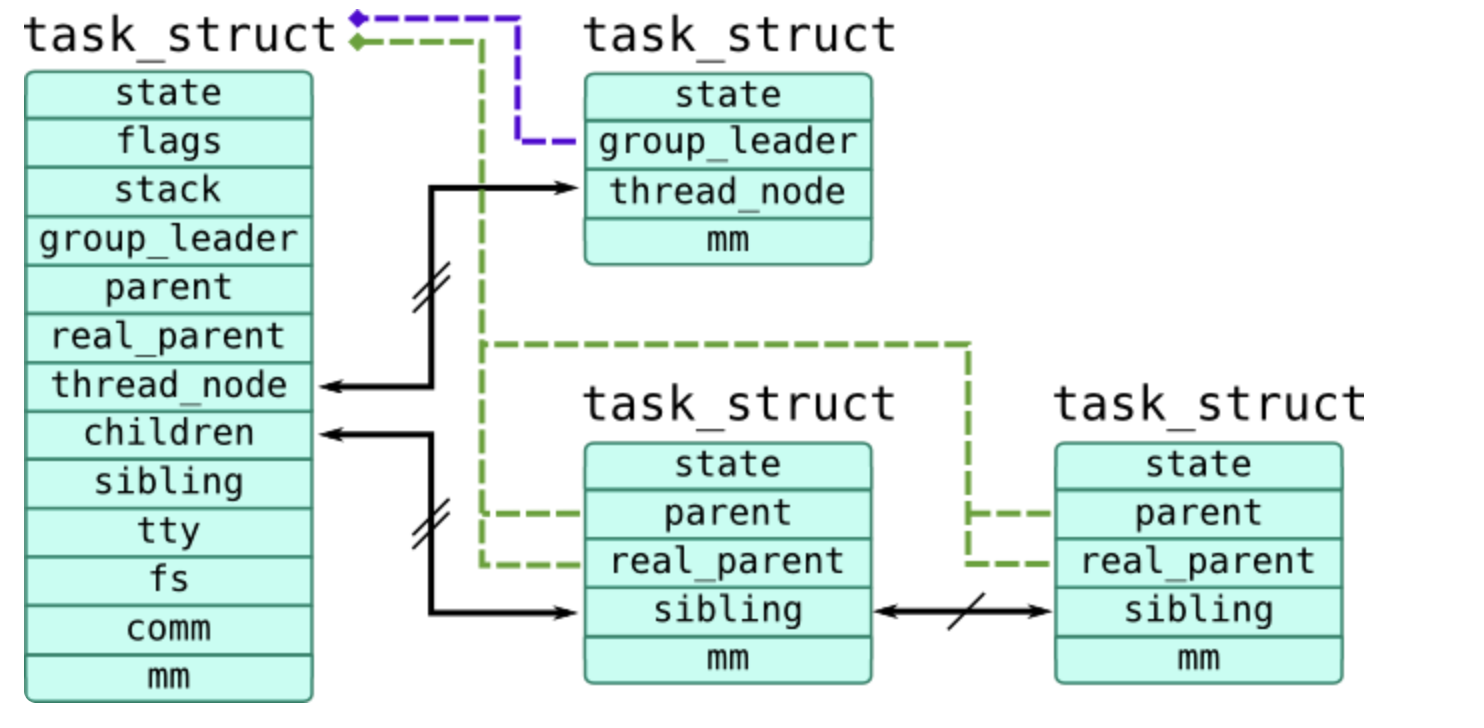 task_struct
state
flags
stack
group_leader
parent
real_parent
thread_node
children
sibling
tty
fs
comm
mm
task_struct
state
group_leader
thread_node
mm
task_struct
state
parent
real_parent
sibling
mm
task_struct
state
parent
real_parent
sibling
mm